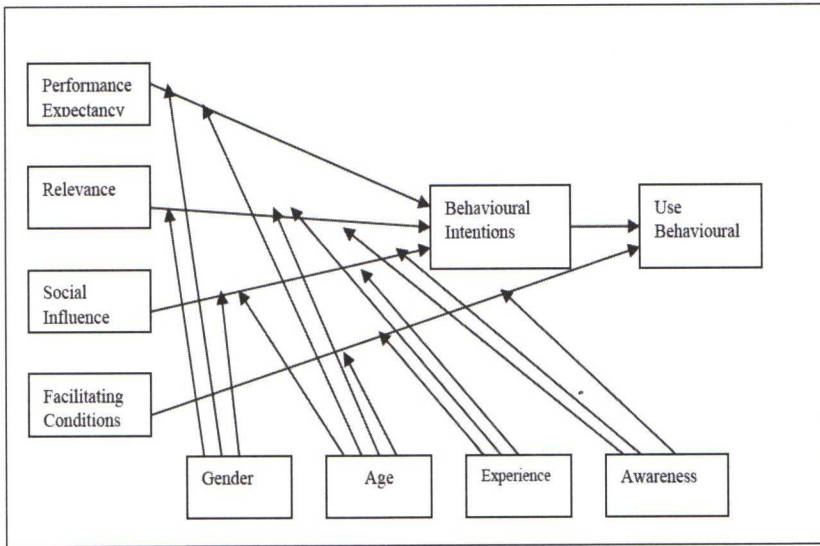 Performance
Expectancy
Relevance
Behavioural
Intentions
Use
Behavioural
Social
Influence
Facilitating
Conditions
Gender
Age
Experience
Awareness